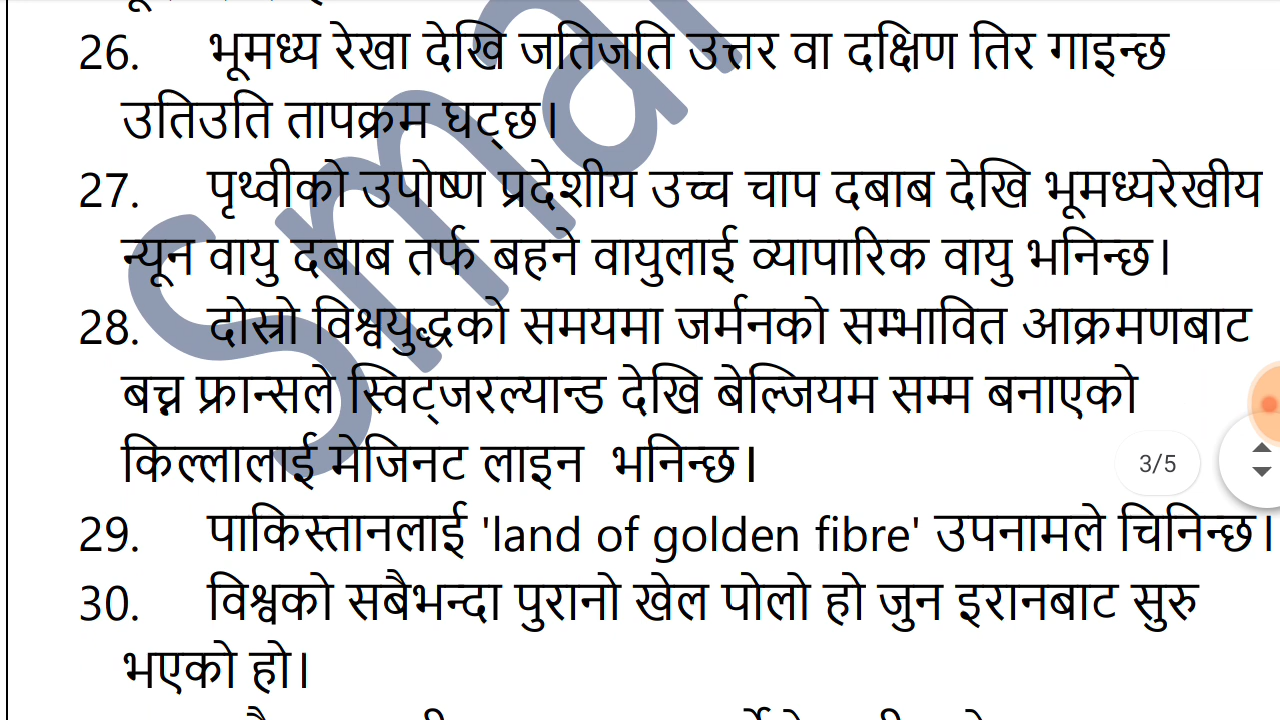 26. भूमध्य रेखा देखि जतिजति उत्तर वा दक्षिण तिर गाइन्छ
उतिउति तापक्रम घट्छ।
27. पृथ्वीको उपोष्ण प्रदेशीय उच्च चाप दबाब देखि भूमध्यरेखीय
न्यून वायु दबाब तर्फ बहने वायुलाई व्यापारिक वायु भनिन्छ।
28. दोस्रो विश्वयुद्धको समयमा जर्मनको सम्भावित आक्रमणबाट
बच्न फ्रान्सले स्विट्जरल्यान्ड देखि बेल्जियम सम्म बनाएको
किल्लालाई मेजिनट लाइन भनिन्छ।
3/5
29. पाकिस्तानलाई 'land of golden fibre' उपनामले चिनिन्छ।
30. विश्वको सबैभन्दा पुरानो खेल पोलो हो जुन इरानबाट सुरु
भएको हो।